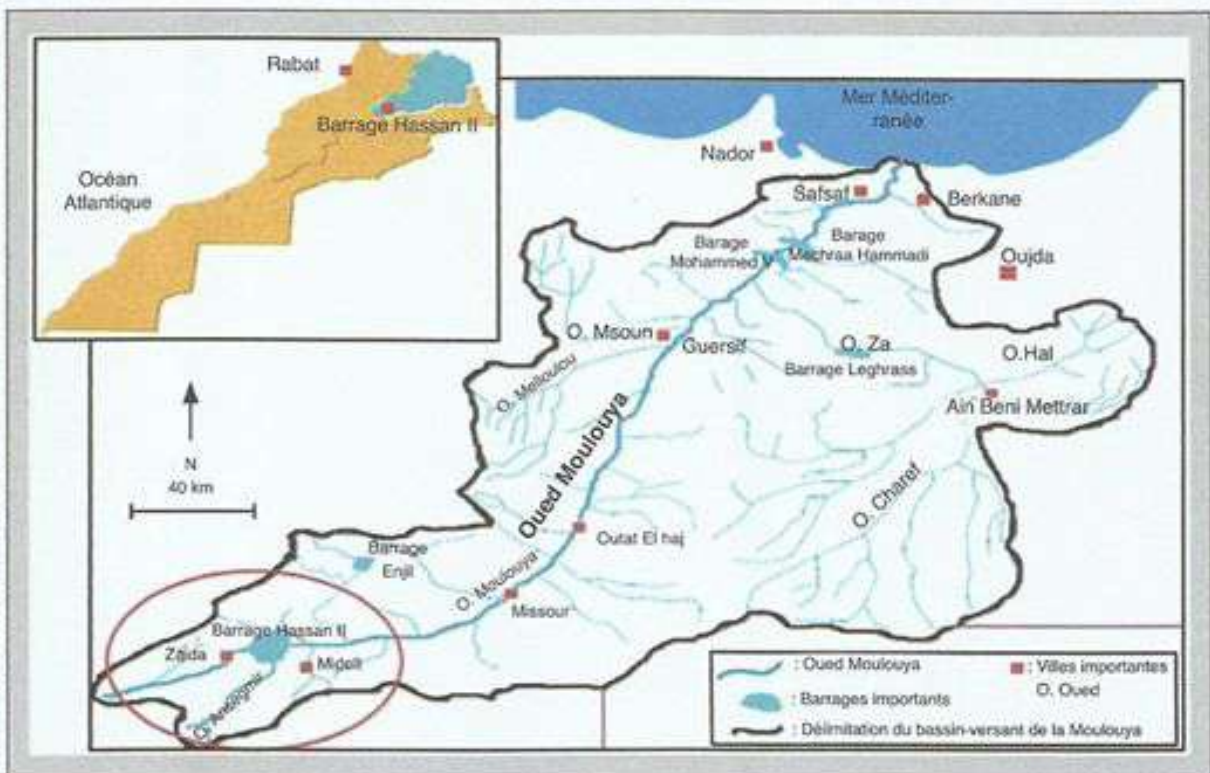 Rabat
Barrage Hassan II
Océan
Atlantique
Mer Méditer-
ranée
Nador
Safsaf
Berkane
Barage
Mohammed V
Barage
Mechraa Hammadi
Oujda
O. Msoun
Guersif
O. Za
Barrage Leghrass
O.Hal
O. Melloulou
Ain Beni Mettrar
N
40 km
Oued Moulouya
O. Charef
Outat El haj
Barrage
Enjil
O. Moulouya
Missour
Barrage Hassan II
Zaida
Midelt
: Oued Moulouya
: Villes importantes
O. Oued
: Barrages importants
: Délimitation du bassin-versant de la Moulouya